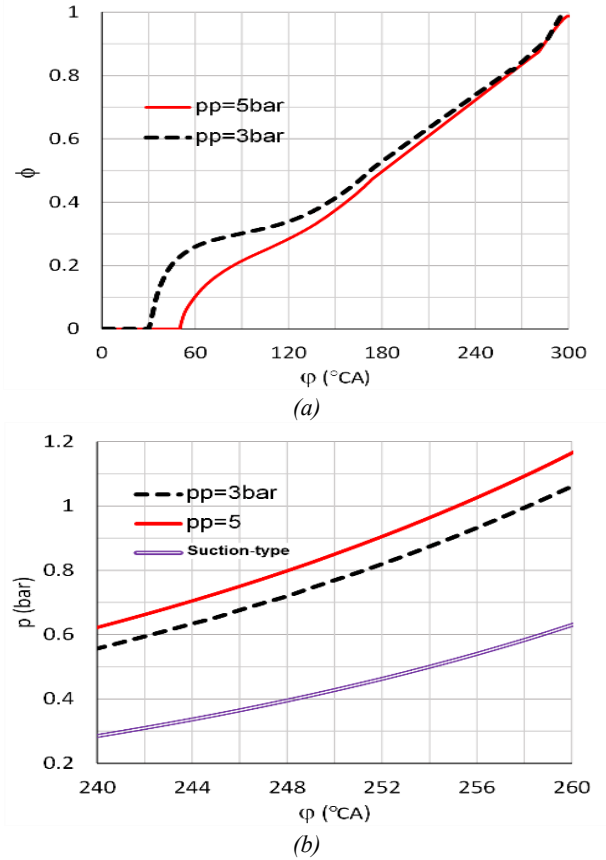 1
0.8
0.6
0.4
0.2
0
ϕ
pp=5bar
pp=3bar
0 60 120 180 240 300
φ (°CA)
(a)
1.2
1
0.8
0.6
0.4
0.2
p (bar)
pp=3bar
pp=5
Suction-type
240 244 248 252 256 260
φ (°CA)
(b)